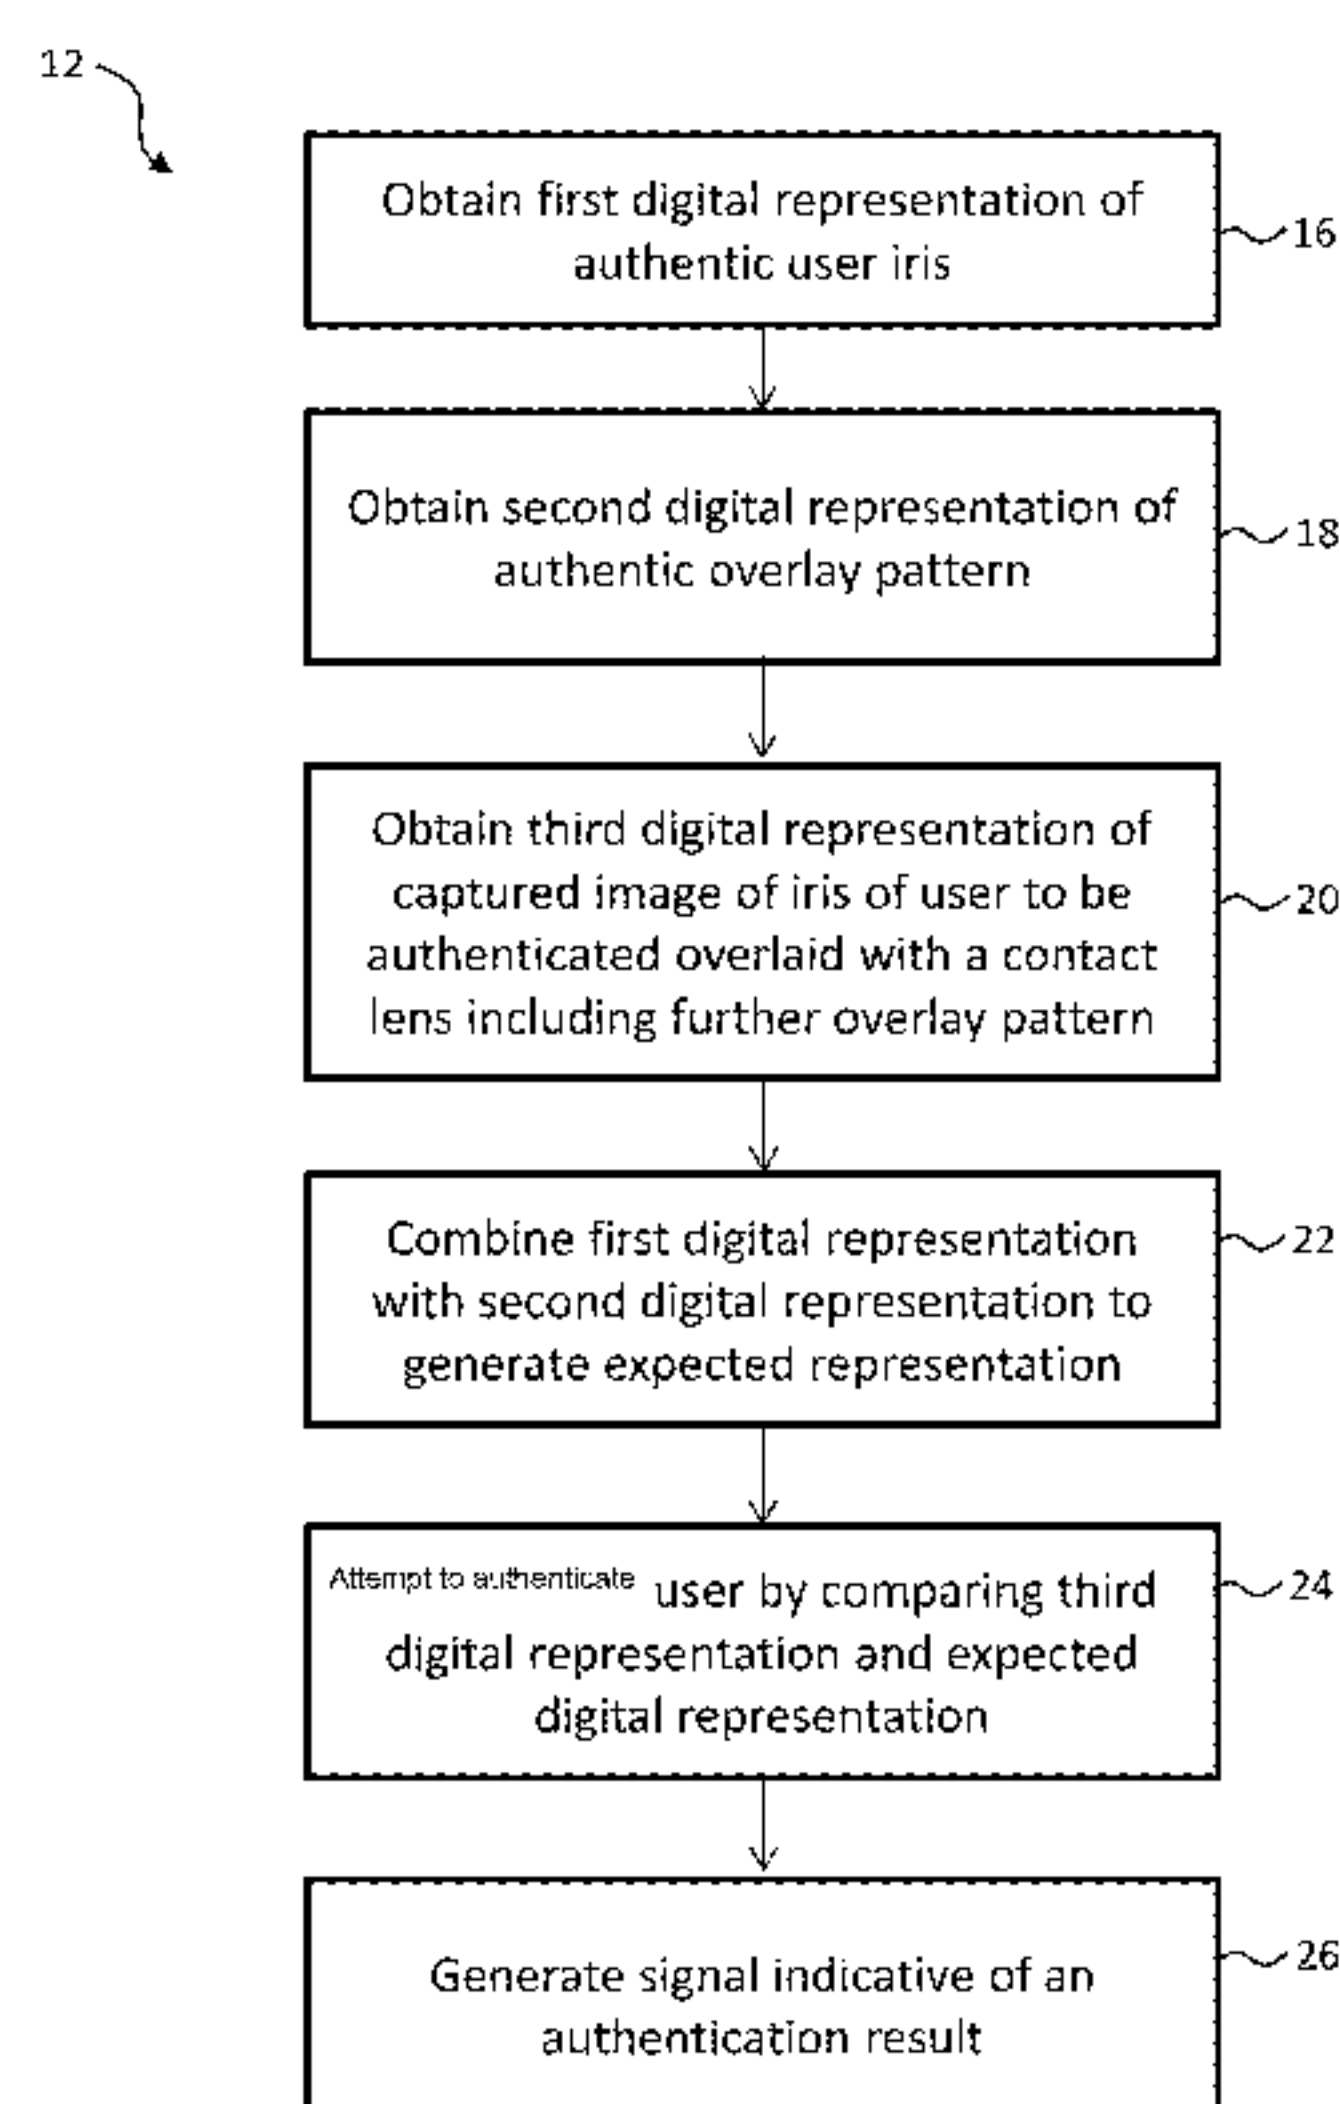 12
Obtain first digital representation of
authentic user iris
16
Obtain second digital representation of
authentic overlay pattern
18
Obtain third digital representation of
captured image of iris of user to be
authenticated overlaid with a contact
lens including further overlay pattern
20
Combine first digital representation
with second digital representation to
generate expected representation
22
Attempt to authenticate user by comparing third
digital representation and expected
digital representation
24
Generate signal indicative of an
authentication result
26